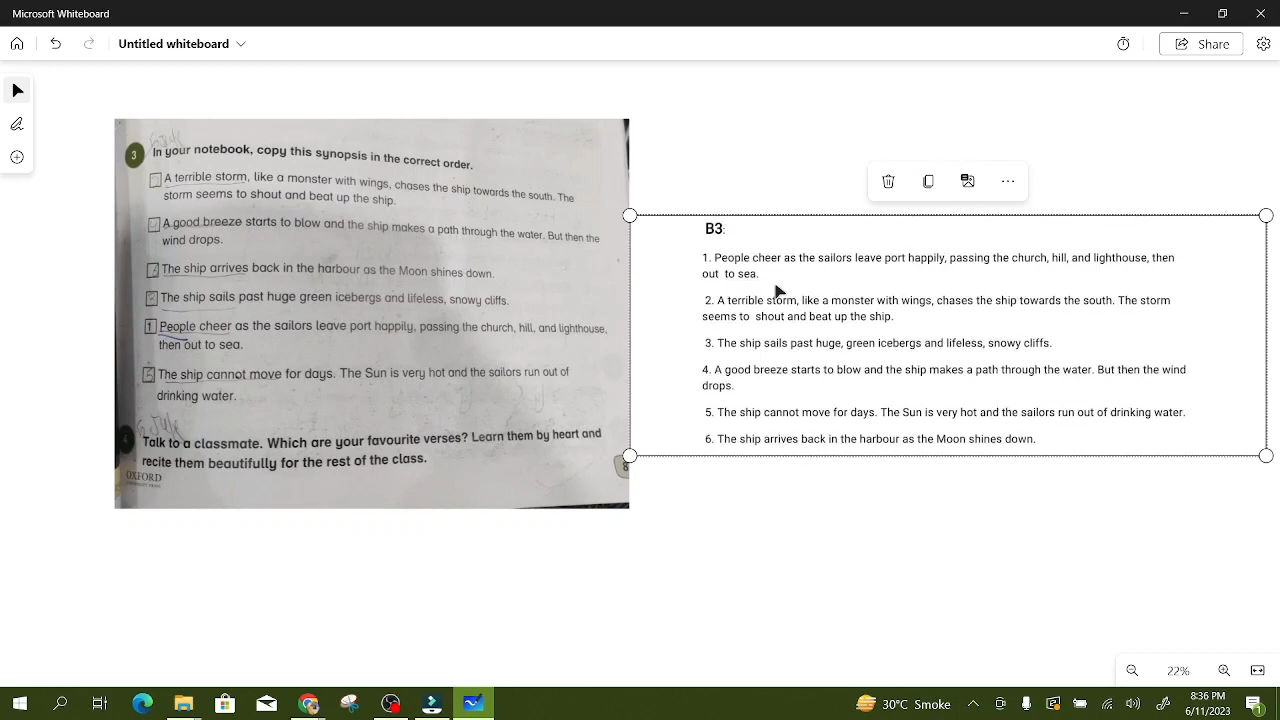 Microsoft Whiteboard
Untitled whiteboard
Share
3 In your notebook, copy this synopsis in the correct order.
A terrible storm, like a monster with wings, chases the ship towards the south. The
storm seems to shout and beat up the ship.
A good breeze starts to blow and the ship makes a path through the water. But then the
wind drops.
The ship arrives back in the harbour as the Moon shines down.
The ship sails past huge green icebergs and lifeless, snowy cliffs.
1 People cheer as the sailors leave port happily, passing the church, hill, and lighthouse,
then out to sea.
The ship cannot move for days. The Sun is very hot and the sailors run out of
drinking water.
Talk to a classmate. Which are your favourite verses? Learn them by heart and
recite them beautifully for the rest of the class.
OXFORD
UNIVERSITY PRESS
8
B3:
1. People cheer as the sailors leave port happily, passing the church, hill, and lighthouse, then
out to sea.
2. A terrible storm, like a monster with wings, chases the ship towards the south. The storm
seems to shout and beat up the ship.
3. The ship sails past huge, green icebergs and lifeless, snowy cliffs.
4. A good breeze starts to blow and the ship makes a path through the water. But then the wind
drops.
5. The ship cannot move for days. The Sun is very hot and the sailors run out of drinking water.
6. The ship arrives back in the harbour as the Moon shines down.
22%
30°C Smoke
8:36 PM
6/11/2023